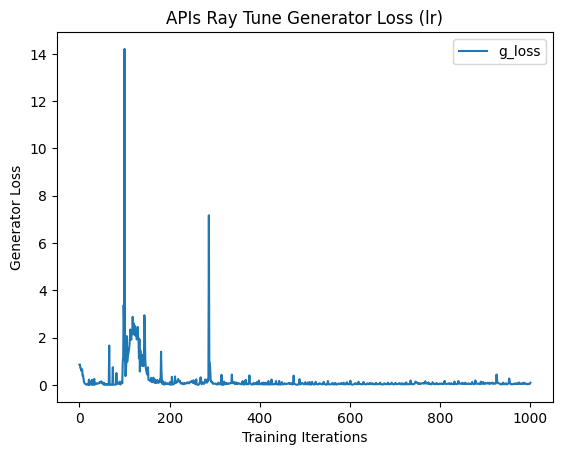 APIs Ray Tune Generator Loss (lr)
g_loss
Generator Loss
14
12
10
8
6
4
2
0
0 200 400 600 800 1000
Training Iterations